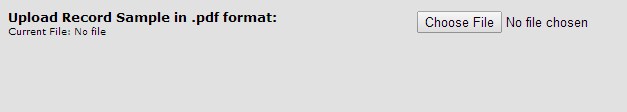 Upload Record Sample in .pdf format:
Current File: No file
Choose File No file chosen